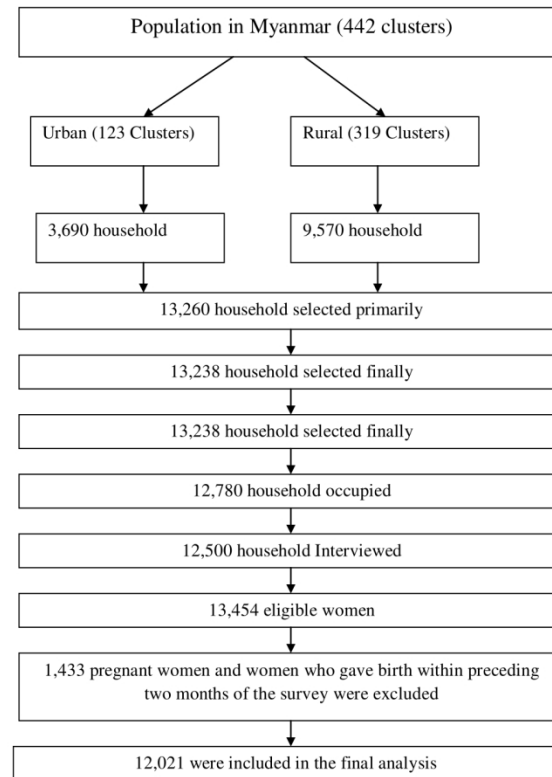 Population in Myanmar (442 clusters)
Urban (123 Clusters)
Rural (319 Clusters)
3,690 household
9,570 household
13,260 household selected primarily
13,238 household selected finally
13,238 household selected finally
12,780 household occupied
12,500 household Interviewed
13,454 eligible women
1,433 pregnant women and women who gave birth within preceding
two months of the survey were excluded
12,021 were included in the final analysis